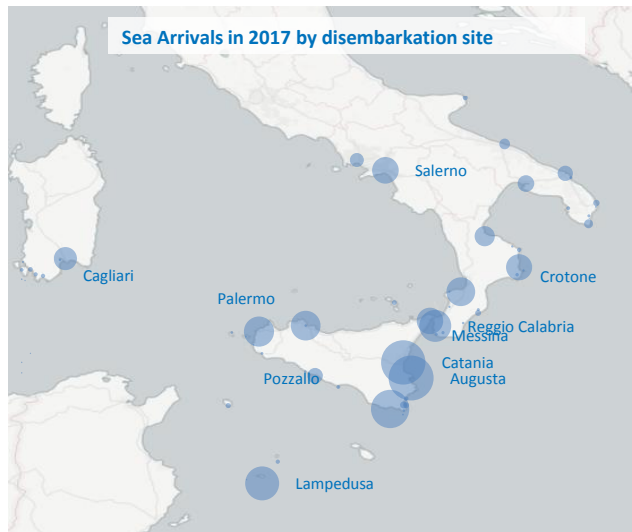 Sea Arrivals in 2017 by disembarkation site
Salerno
Cagliari
Crotone
Palermo
Reggio Calabria
Messina
Catania
Pozzallo
Augusta
Lampedusa